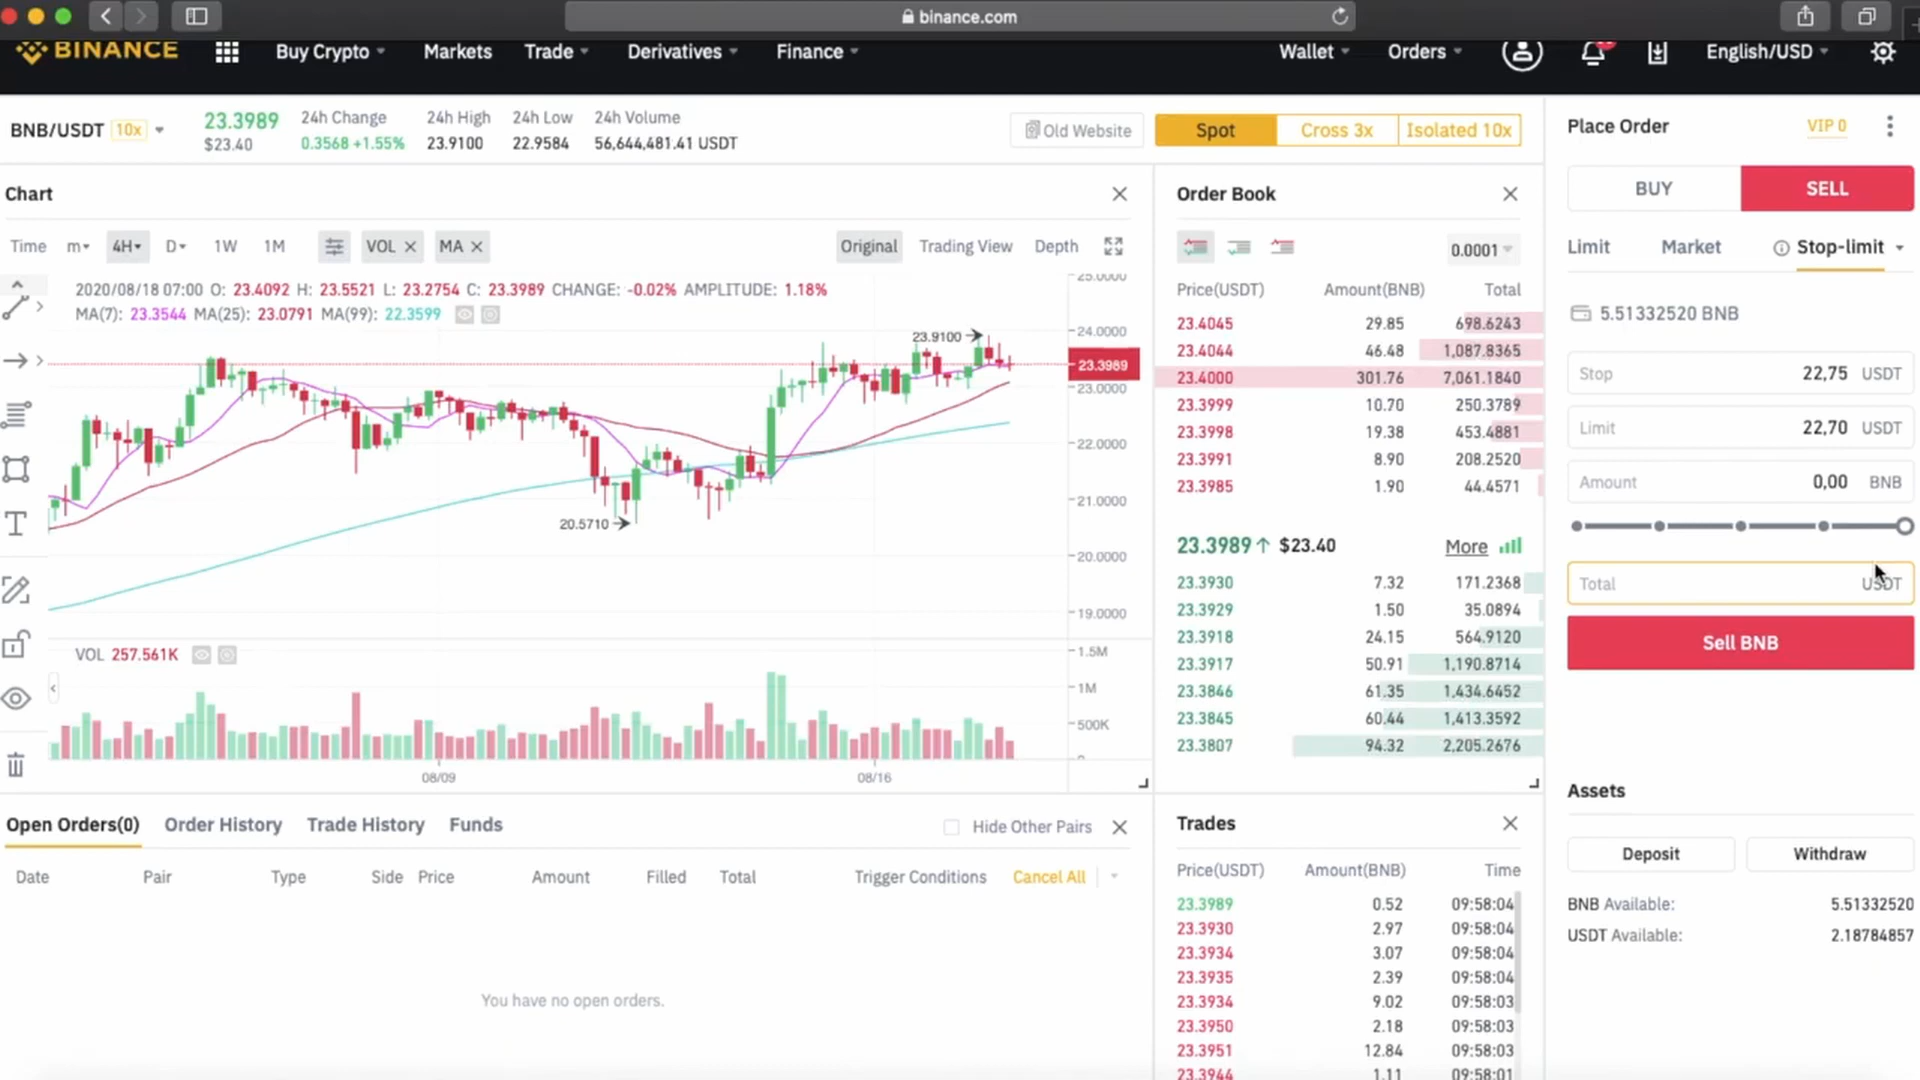 binance.com
BINANCE Buy Crypto Markets Trade Derivatives Finance Wallet Orders English/USD
BNB/USDT 10x 23.3989 $23.40 24h Change 0.3568 +1.55% 24h High 23.9100 24h Low 22.9584 24h Volume 56,644,481.41 USDT
Old Website Spot Cross 3x Isolated 10x
Chart
Time m 4H D 1W 1M VOL MA Original Trading View Depth
2020/08/18 07:00 O: 23.4092 H: 23.5521 L: 23.2754 C: 23.3989 CHANGE: -0.02% AMPLITUDE: 1.18%
MA(7): 23.3544 MA(25): 23.0791 MA(99): 22.3599
25.0000
23.9100
24.0000
23.3989
23.0000
22.0000
21.0000
20.5710
20.0000
19.0000
VOL 257.561K
1.5M
1M
500K
0
08/09 08/16
Order Book
0.0001
Price(USDT) Amount(BNB) Total
23.4045 29.85 698.6243
23.4044 46.48 1,087.8365
23.4000 301.76 7,061.1840
23.3999 10.70 250.3789
23.3998 19.38 453.4881
23.3991 8.90 208.2520
23.3985 1.90 44.4571
23.3989 $23.40 More
23.3930 7.32 171.2368
23.3929 1.50 35.0894
23.3918 24.15 564.9120
23.3917 50.91 1,190.8714
23.3846 61.35 1,434.6452
23.3845 60.44 1,413.3592
23.3807 94.32 2,205.2676
Place Order VIP 0
BUY SELL
Limit Market Stop-limit
5.51332520 BNB
Stop 22,75 USDT
Limit 22,70 USDT
Amount 0,00 BNB
Total USDT
Sell BNB
Assets
Deposit Withdraw
BNB Available: 5.51332520
USDT Available: 2.18784857
Open Orders(0) Order History Trade History Funds Hide Other Pairs
Date Pair Type Side Price Amount Filled Total Trigger Conditions Cancel All
You have no open orders.
Trades
Price(USDT) Amount(BNB) Time
23.3989 0.52 09:58:04
23.3930 2.97 09:58:04
23.3934 3.07 09:58:04
23.3935 2.39 09:58:04
23.3934 9.02 09:58:03
23.3950 2.18 09:58:03
23.3951 12.84 09:58:03
23.3944 1.11 09:58:01